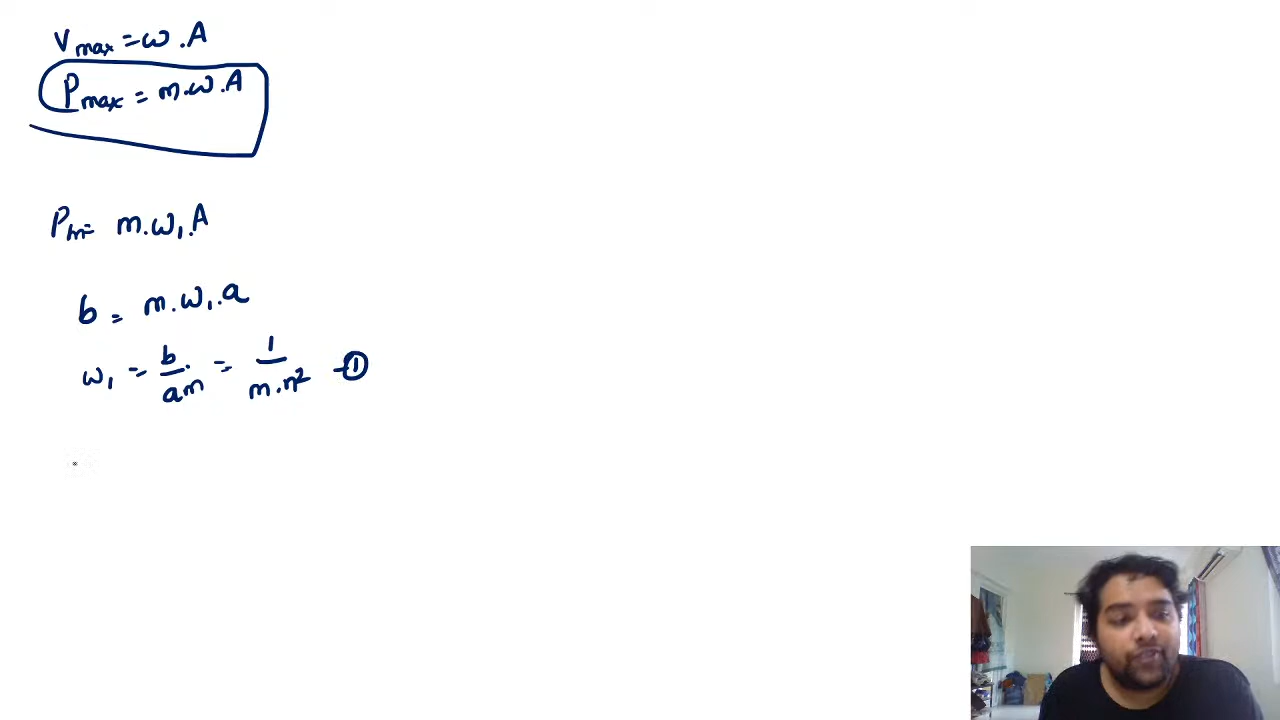 Vmax = ω . A
Pmax = m.ω.A
Pm= m.ω₁.A
b = m.ω₁.a
ω₁ = b/am = 1/m.n² -①